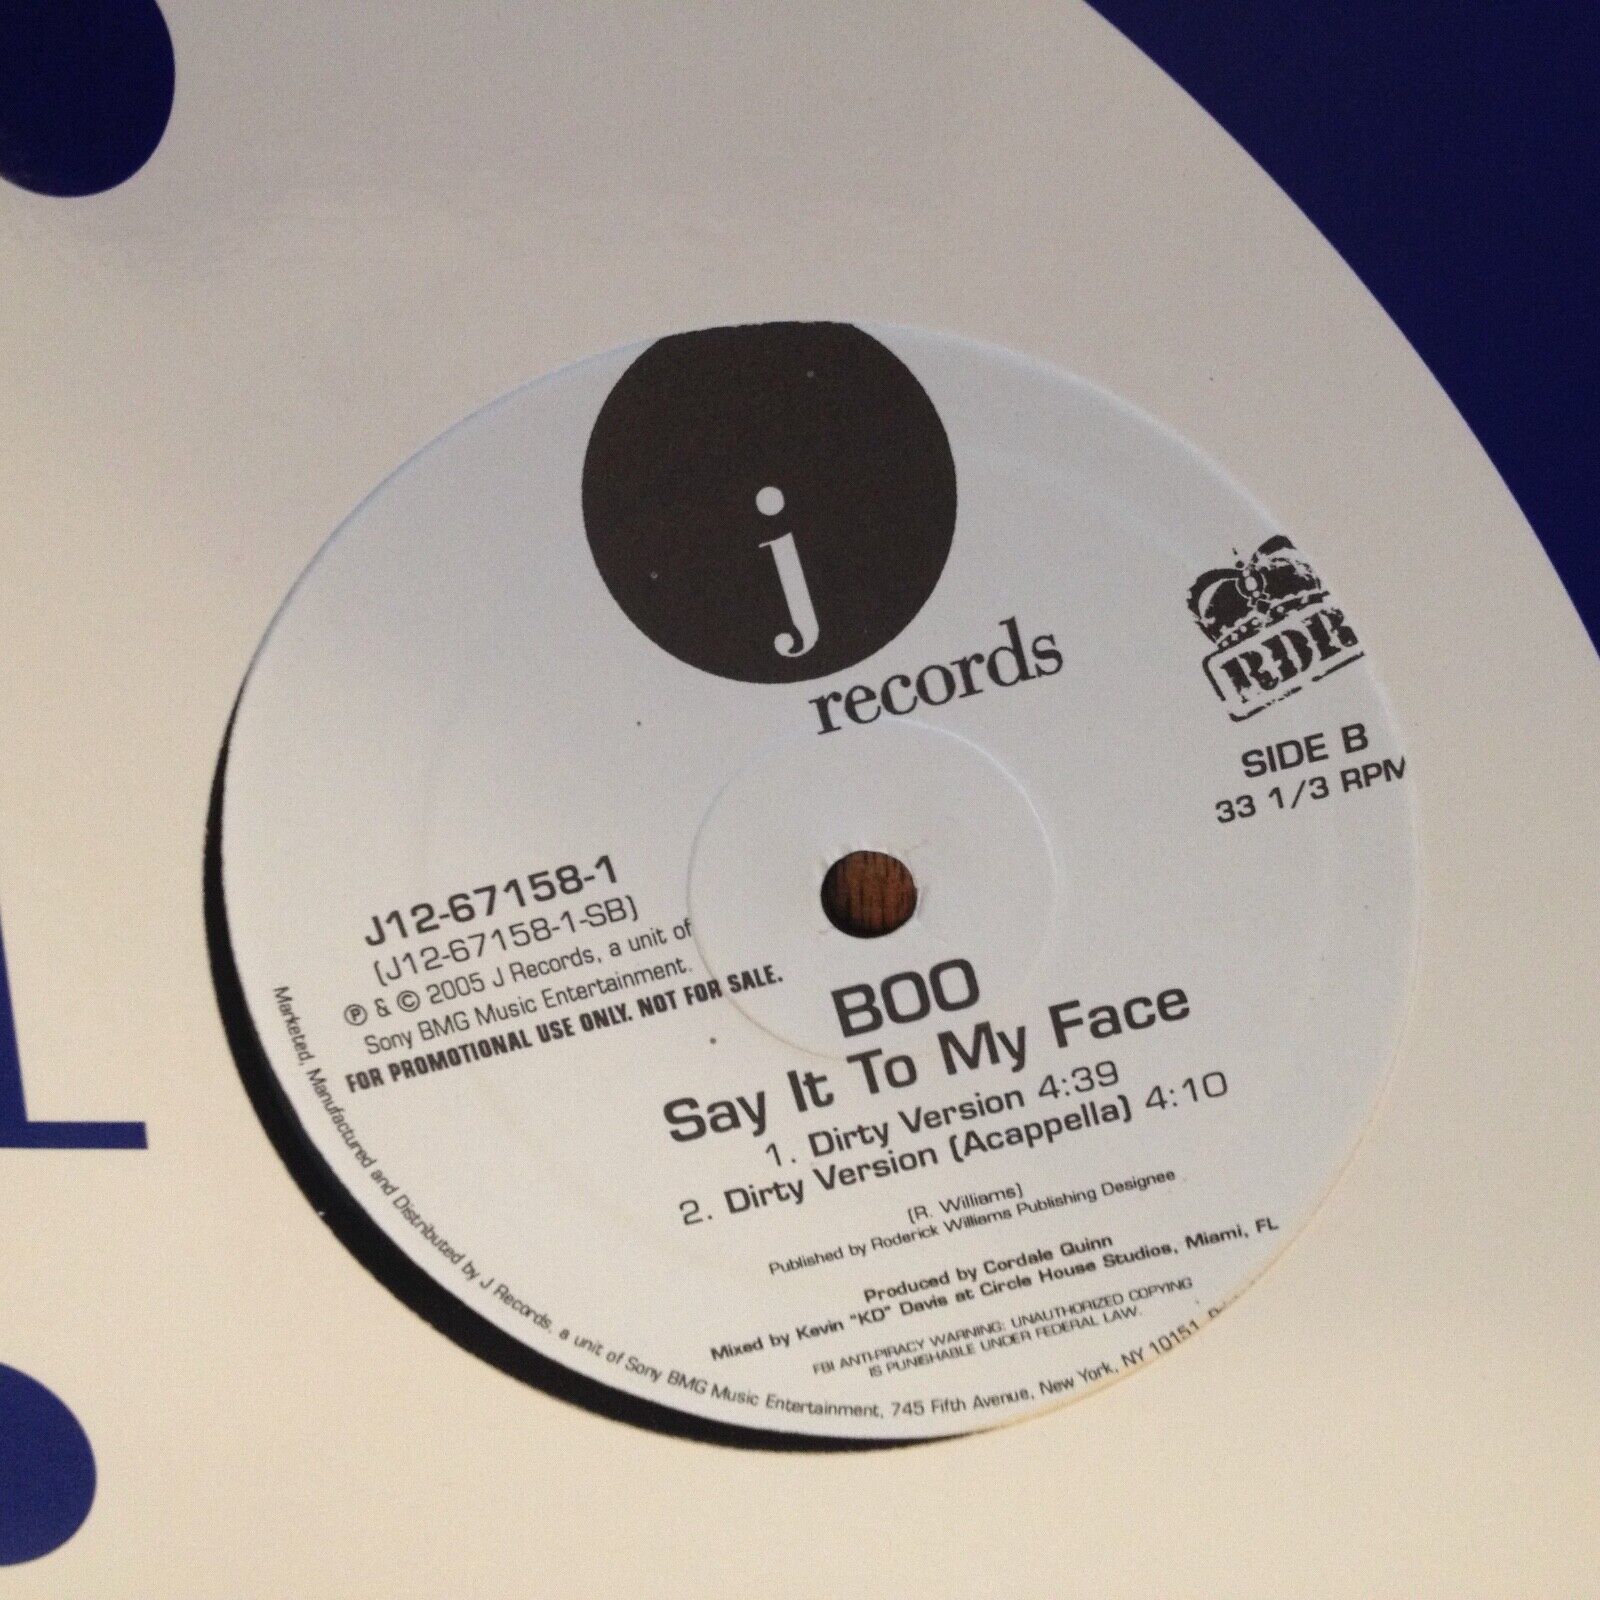 j
records
RDR
SIDE B
33 1/3 RPM
J12-67158-1
(J12-67158-1-SB)
℗ & © 2005 J Records, a unit of
Sony BMG Music Entertainment.
FOR PROMOTIONAL USE ONLY. NOT FOR SALE.
BOO
Say It To My Face
1. Dirty Version 4:39
2. Dirty Version (Acappella) 4:10
(R. Williams)
Published by Roderick Williams Publishing Designee
Produced by Cordale Quinn
Mixed by Kevin "KD" Davis at Circle House Studios, Miami, FL
FBI ANTI-PIRACY WARNING: UNAUTHORIZED COPYING
IS PUNISHABLE UNDER FEDERAL LAW.
Marketed, Manufactured and Distributed by J Records, a unit of Sony BMG Music Entertainment, 745 Fifth Avenue, New York, NY 10151